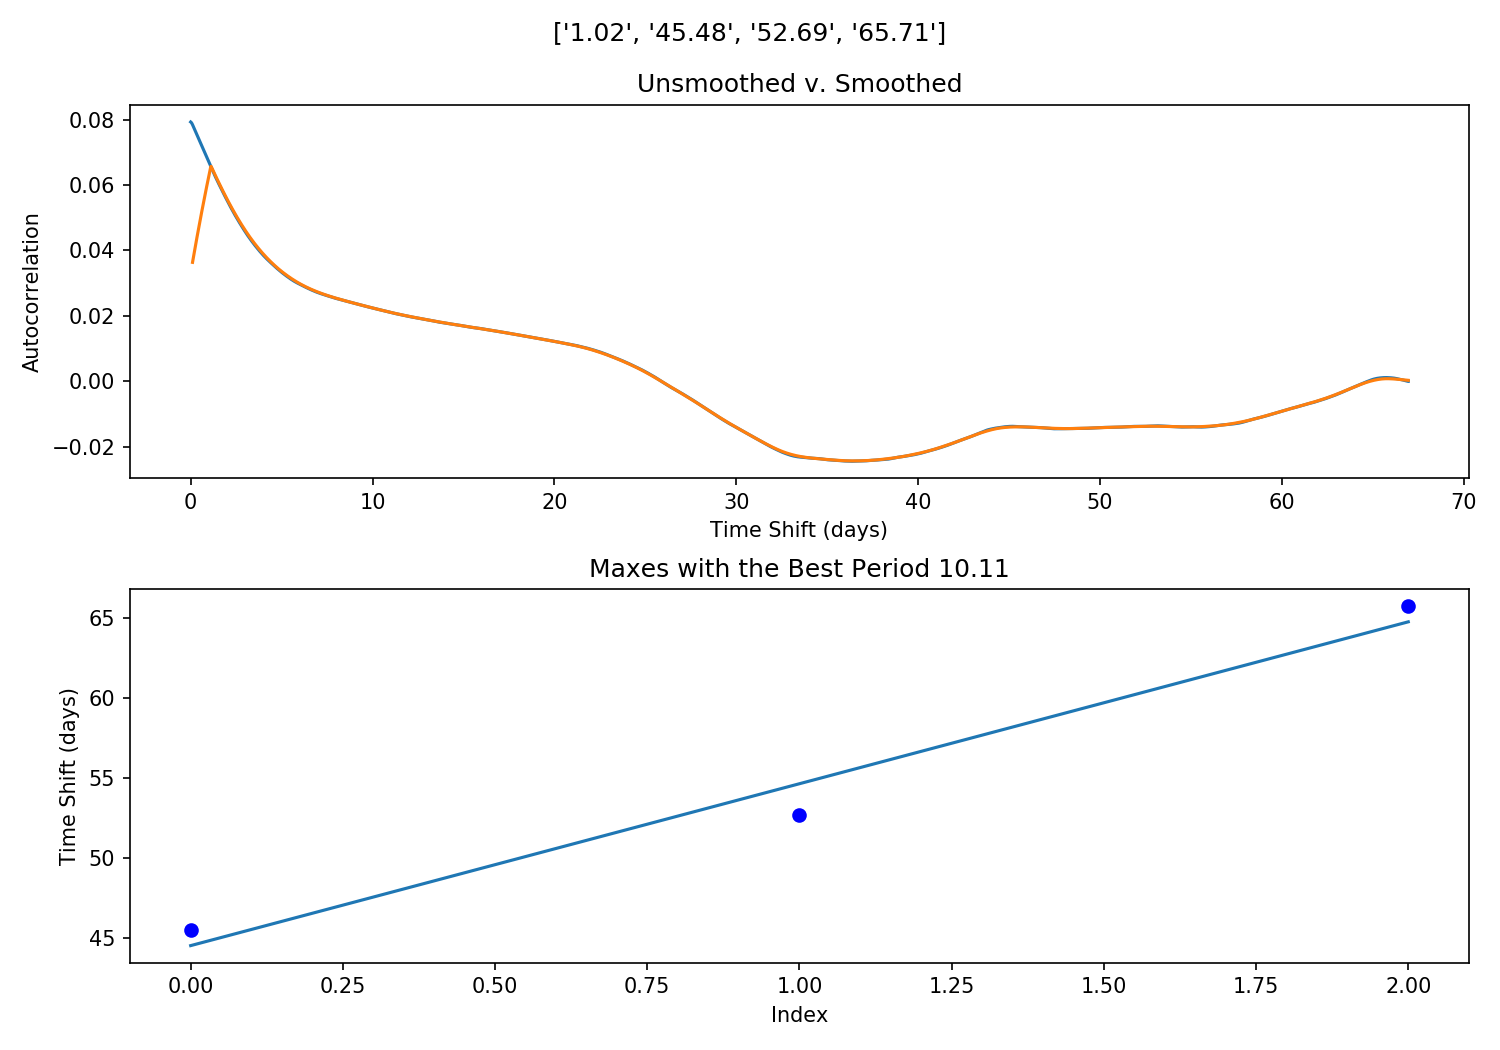 ['1.02', '45.48', '52.69', '65.71']
Unsmoothed v. Smoothed
Autocorrelation
0.08
0.06
0.04
0.02
0.00
−0.02
0 10 20 30 40 50 60 70
Time Shift (days)
Maxes with the Best Period 10.11
Time Shift (days)
65
60
55
50
45
0.00 0.25 0.50 0.75 1.00 1.25 1.50 1.75 2.00
Index